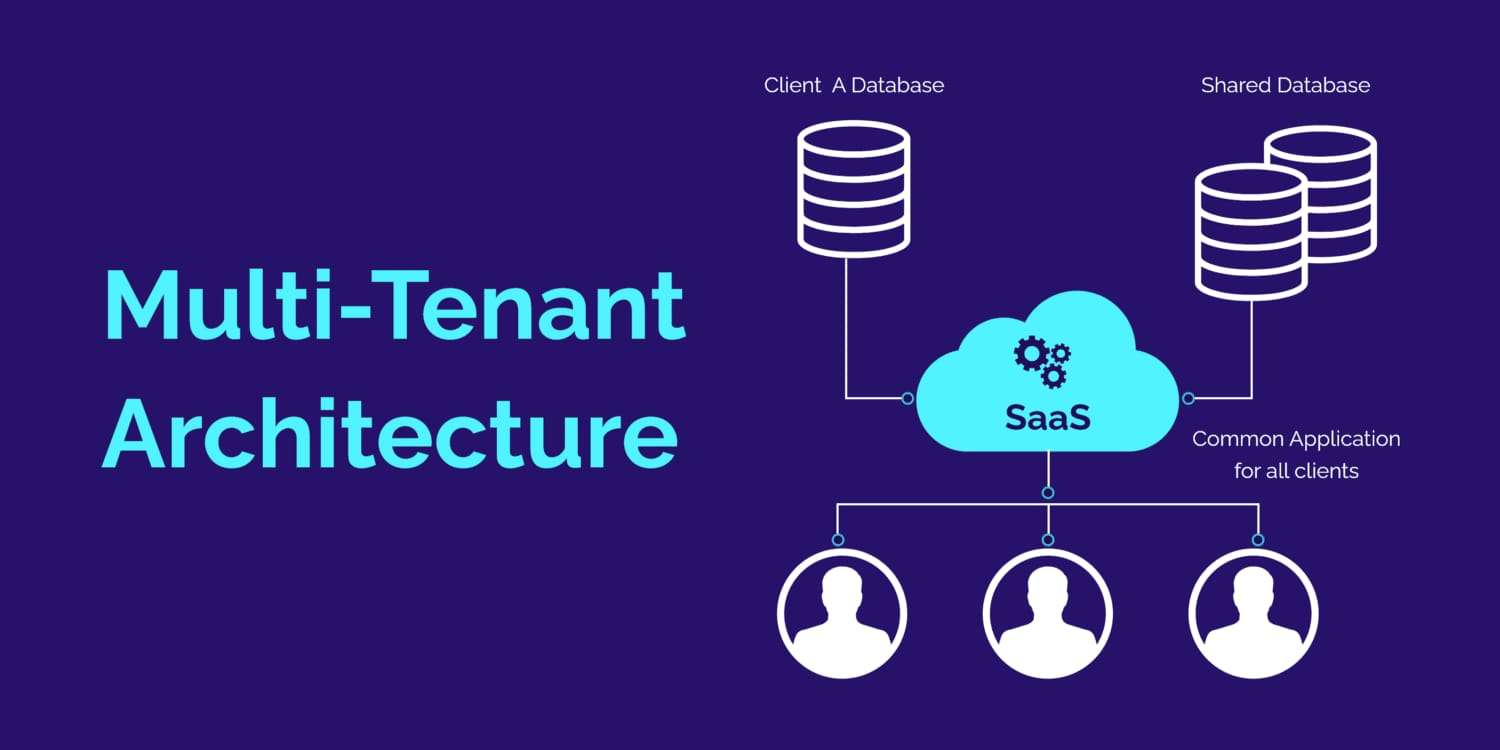 Multi-Tenant
Architecture
Client A Database
Shared Database
SaaS
Common Application
for all clients